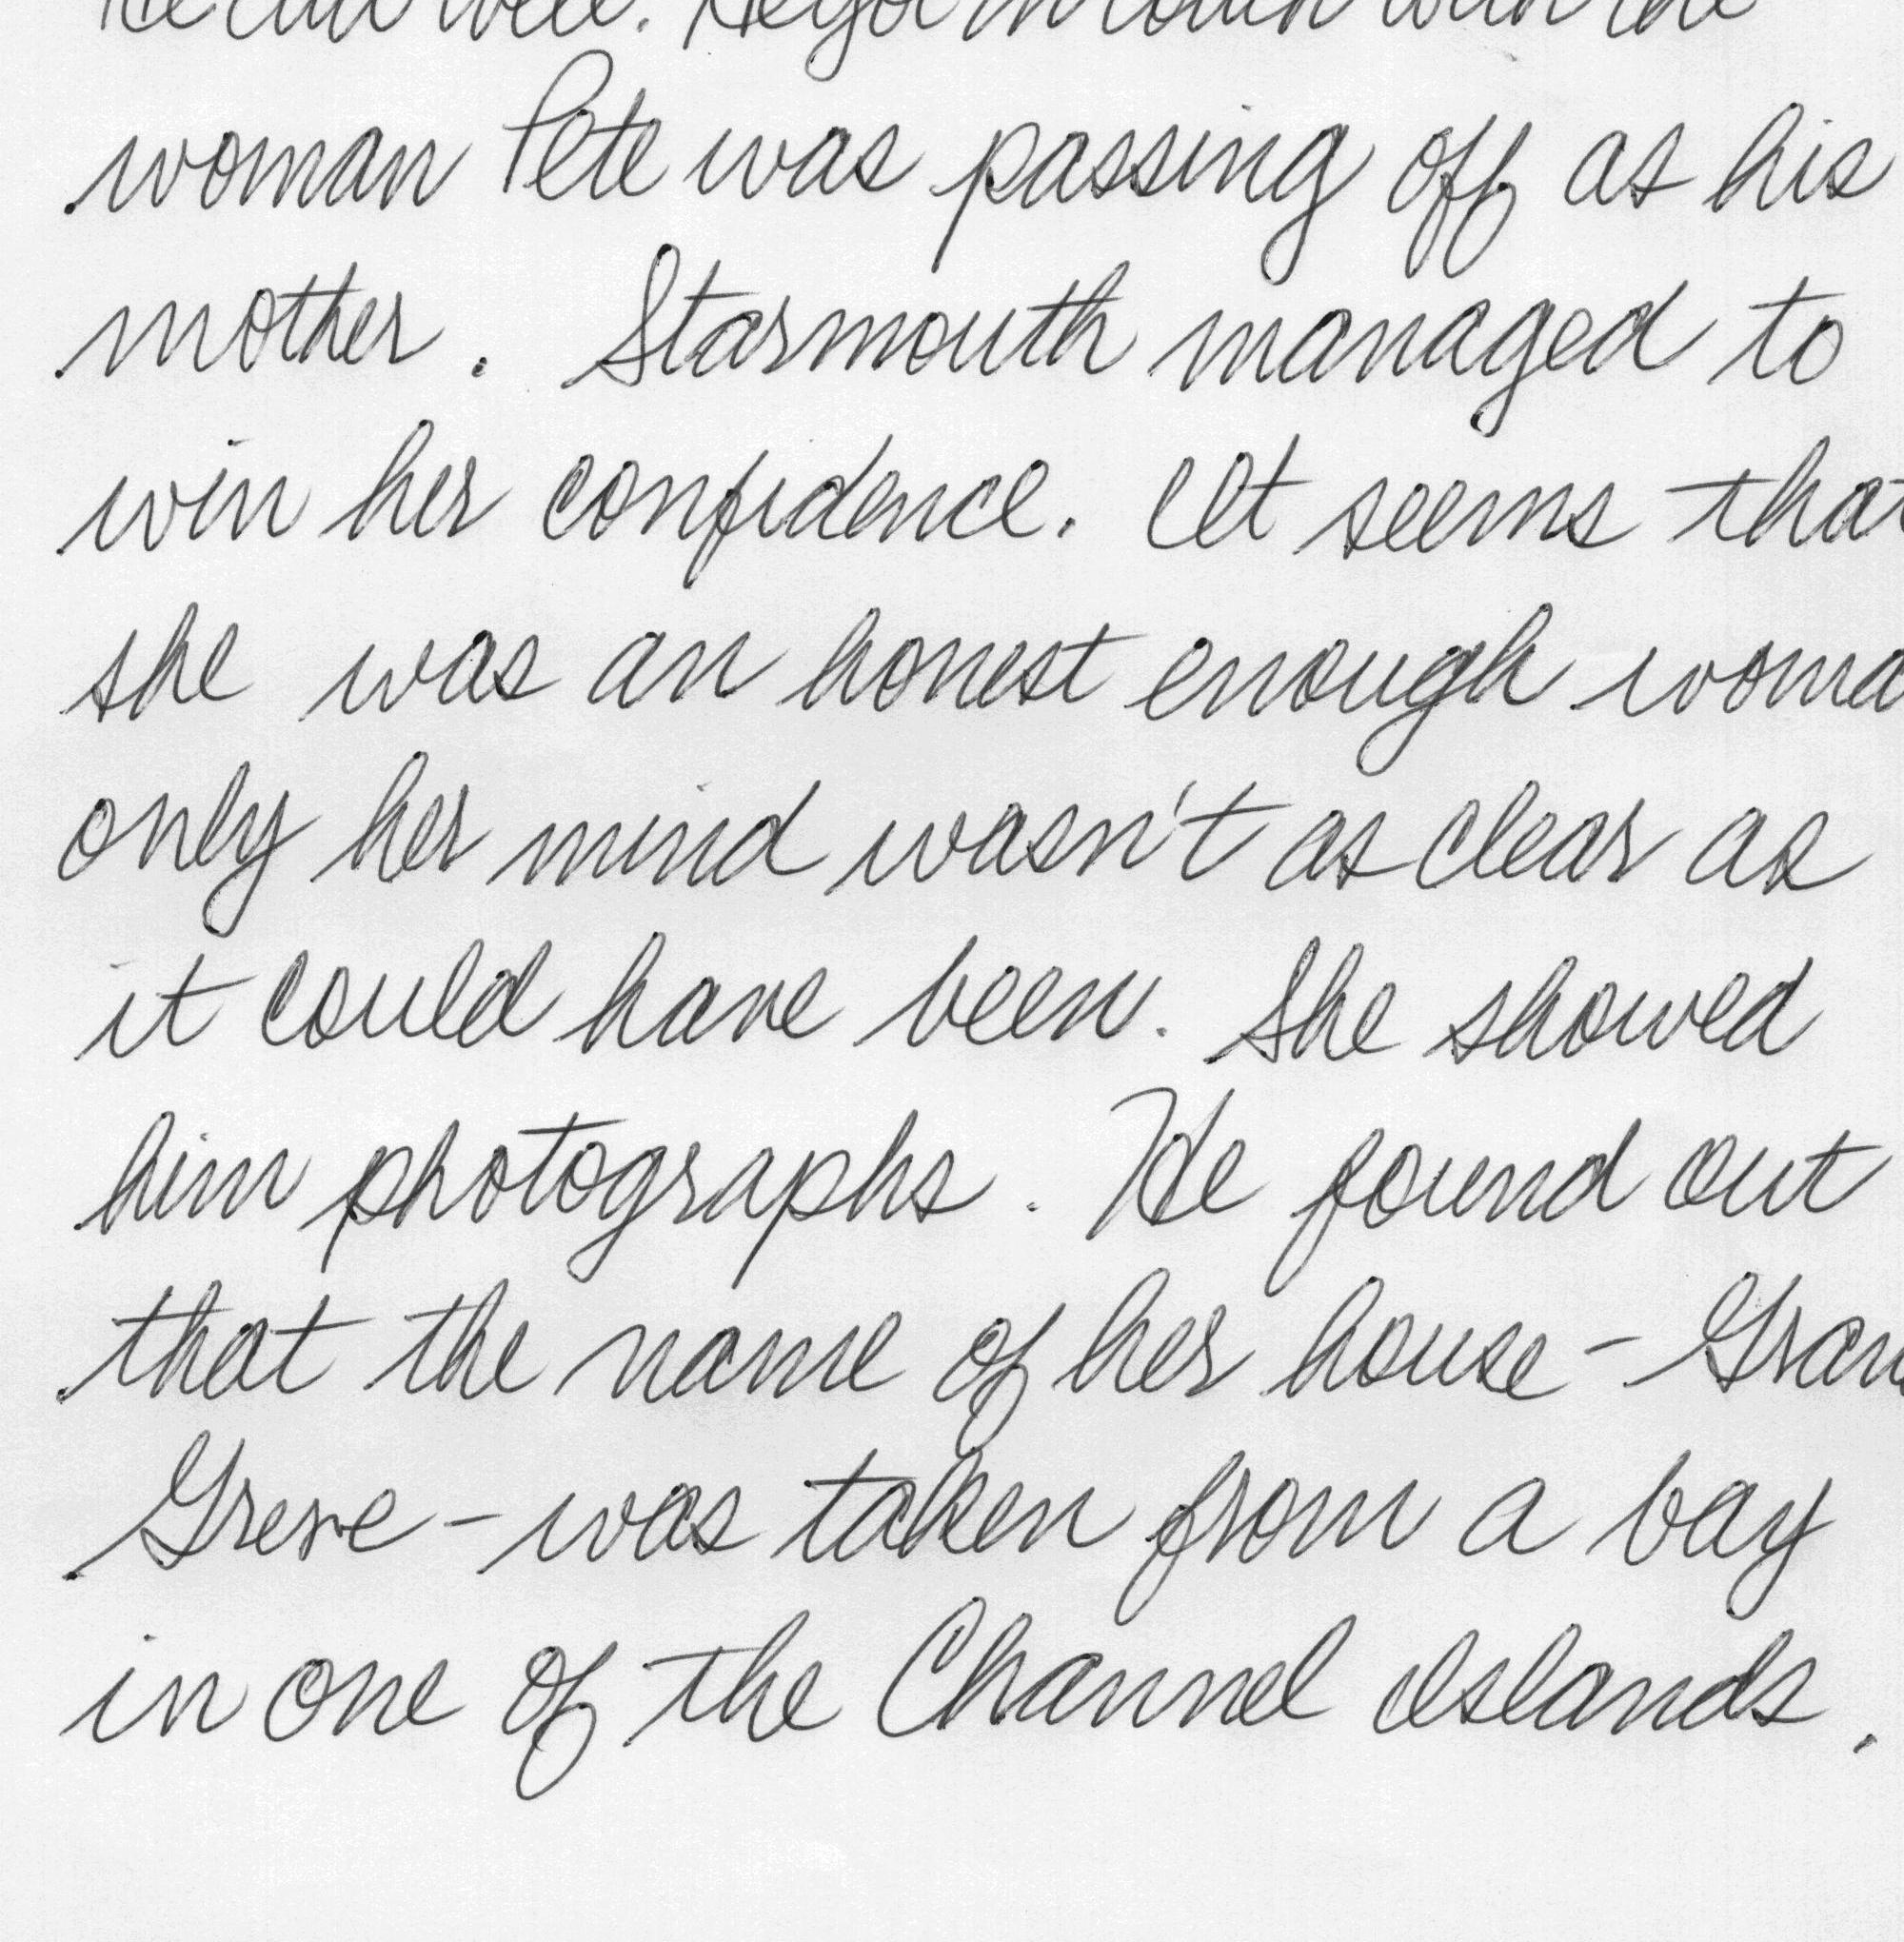 He did well. He got in touch with the
woman Pete was passing off as his
mother. Starmouth managed to
win her confidence. It seems that
she was an honest enough woma
only her mind wasn't as clear as
it could have been. She showed
him photographs. He found out
that the name of her house - Gran
Greve - was taken from a bay
in one of the Channel Islands.